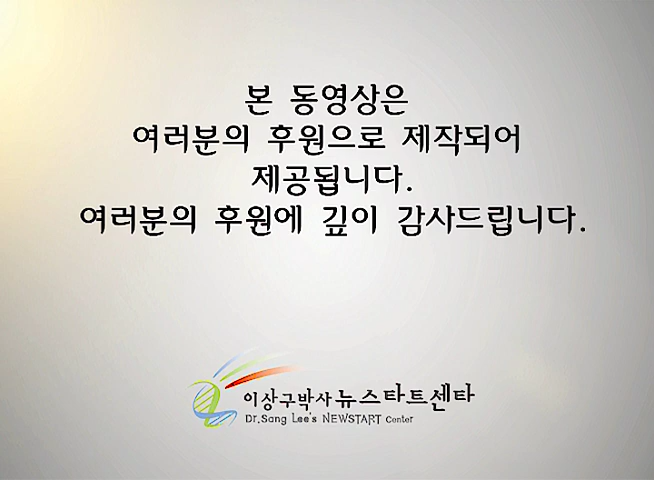 본 동영상은
여러분의 후원으로 제작되어
제공됩니다.
여러분의 후원에 깊이 감사드립니다.
이상구박사 뉴스타트센타
Dr.Sang Lee's NEWSTART Center